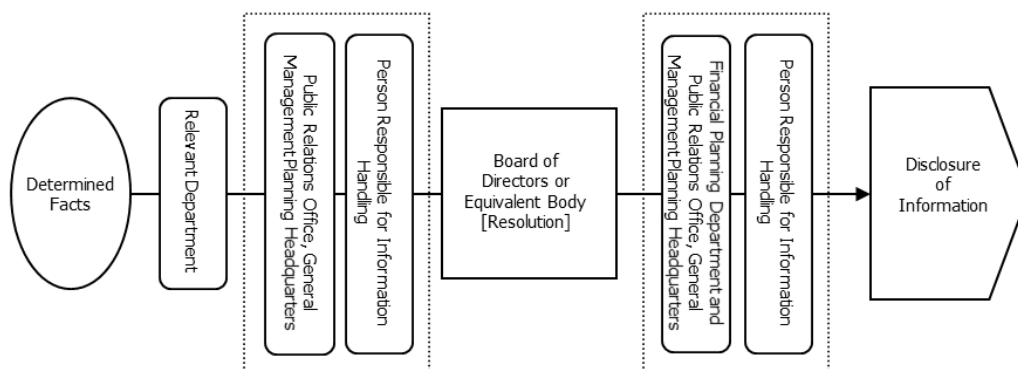 Determined
Facts
Relevant Department
Public Relations Office, General
Management Planning Headquarters
Person Responsible for Information
Handling
Board of
Directors or
Equivalent Body
[Resolution]
Financial Planning Department and
Public Relations Office, General
Management Planning Headquarters
Person Responsible for Information
Handling
Disclosure
of
Information